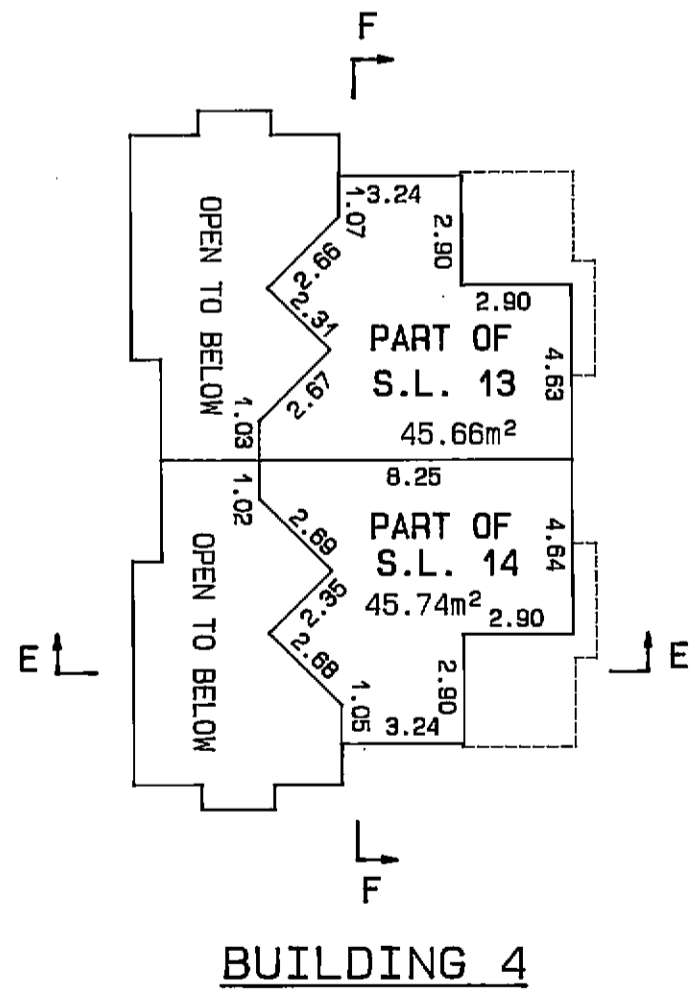 F
OPEN TO BELOW
1.07
3.24
2.90
2.66
2.31
2.90
2.67
PART OF
S.L. 13
45.66m²
4.63
1.03
8.25
1.02
OPEN TO BELOW
2.69
PART OF
S.L. 14
45.74m²
4.64
2.35
2.90
E
2.68
2.90
E
1.05
3.24
F
BUILDING 4